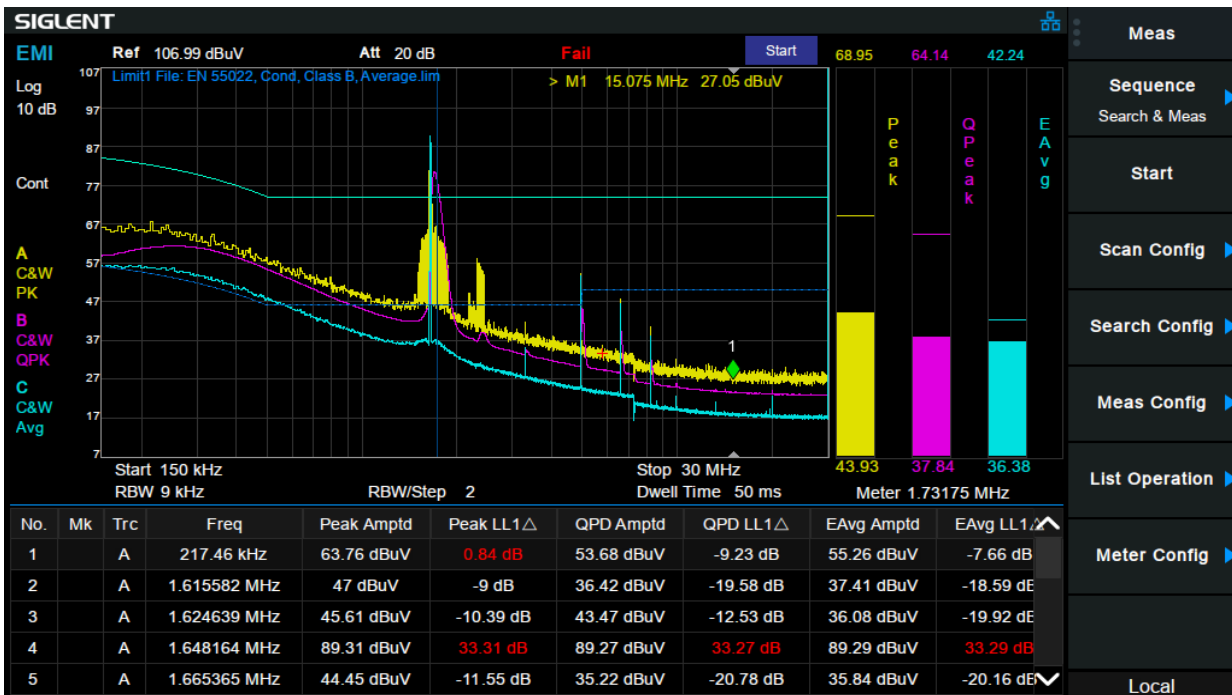 SIGLENT
EMI
Ref 106.99 dBuV Att 20 dB Fail Start 68.95 64.14 42.24
Log
10 dB
Cont
A
C&W
PK
B
C&W
QPK
C
C&W
Avg
107
97
87
77
67
57
47
37
27
17
7
Limit1 File: EN 55022, Cond, Class B, Average.lim
> M1 15.075 MHz 27.05 dBuV
1
Peak
QPeak
EAvg
43.93 37.84 36.38
Start 150 kHz Stop 30 MHz
RBW 9 kHz RBW/Step 2 Dwell Time 50 ms Meter 1.73175 MHz
No. Mk Trc Freq Peak Amptd Peak LL1△ QPD Amptd QPD LL1△ EAvg Amptd EAvg LL1△
1 A 217.46 kHz 63.76 dBuV 0.84 dB 53.68 dBuV -9.23 dB 55.26 dBuV -7.66 dB
2 A 1.615582 MHz 47 dBuV -9 dB 36.42 dBuV -19.58 dB 37.41 dBuV -18.59 dB
3 A 1.624639 MHz 45.61 dBuV -10.39 dB 43.47 dBuV -12.53 dB 36.08 dBuV -19.92 dB
4 A 1.648164 MHz 89.31 dBuV 33.31 dB 89.27 dBuV 33.27 dB 89.29 dBuV 33.29 dB
5 A 1.665365 MHz 44.45 dBuV -11.55 dB 35.22 dBuV -20.78 dB 35.84 dBuV -20.16 dB
Meas
Sequence
Search & Meas
Start
Scan Config
Search Config
Meas Config
List Operation
Meter Config
Local